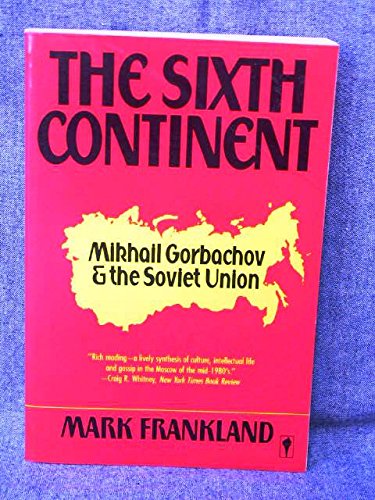 THE SIXTH
CONTINENT
Mikhail Gorbachov
& the Soviet Union
"Rich reading—a lively synthesis of culture, intellectual life
and gossip in the Moscow of the mid-1980's."
—Craig R. Whitney, New York Times Book Review
MARK FRANKLAND